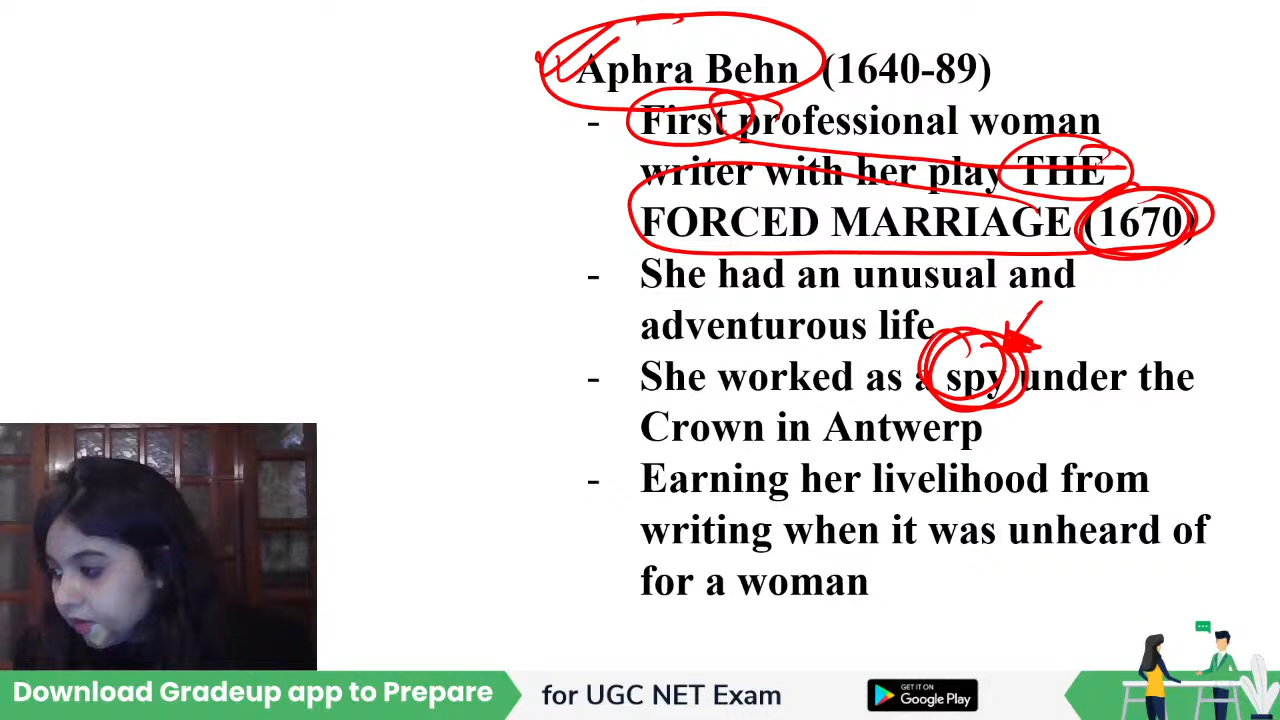 Aphra Behn (1640-89)
- First professional woman
writer with her play THE
FORCED MARRIAGE (1670)
- She had an unusual and
adventurous life
- She worked as a spy under the
Crown in Antwerp
- Earning her livelihood from
writing when it was unheard of
for a woman
Download Gradeup app to Prepare
for UGC NET Exam
GET IT ON
Google Play